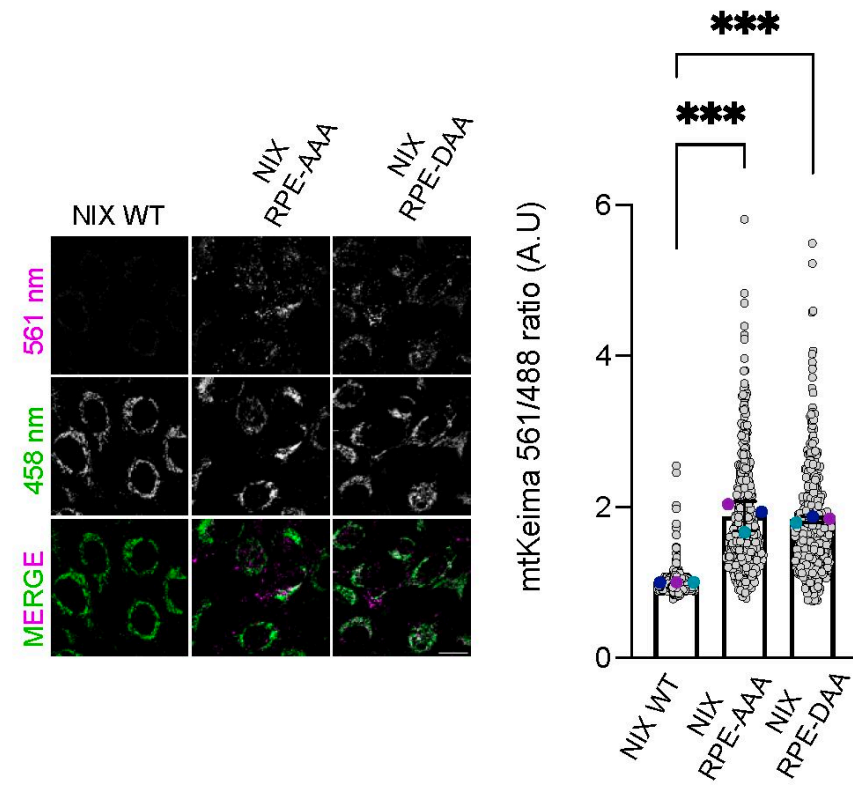 NIX WT
NIX
RPE-AAA
NIX
RPE-DAA
561 nm
458 nm
MERGE
***
***
mtKeima 561/488 ratio (A.U)
6
4
2
0
NIX WT
NIX
RPE-AAA
NIX
RPE-DAA